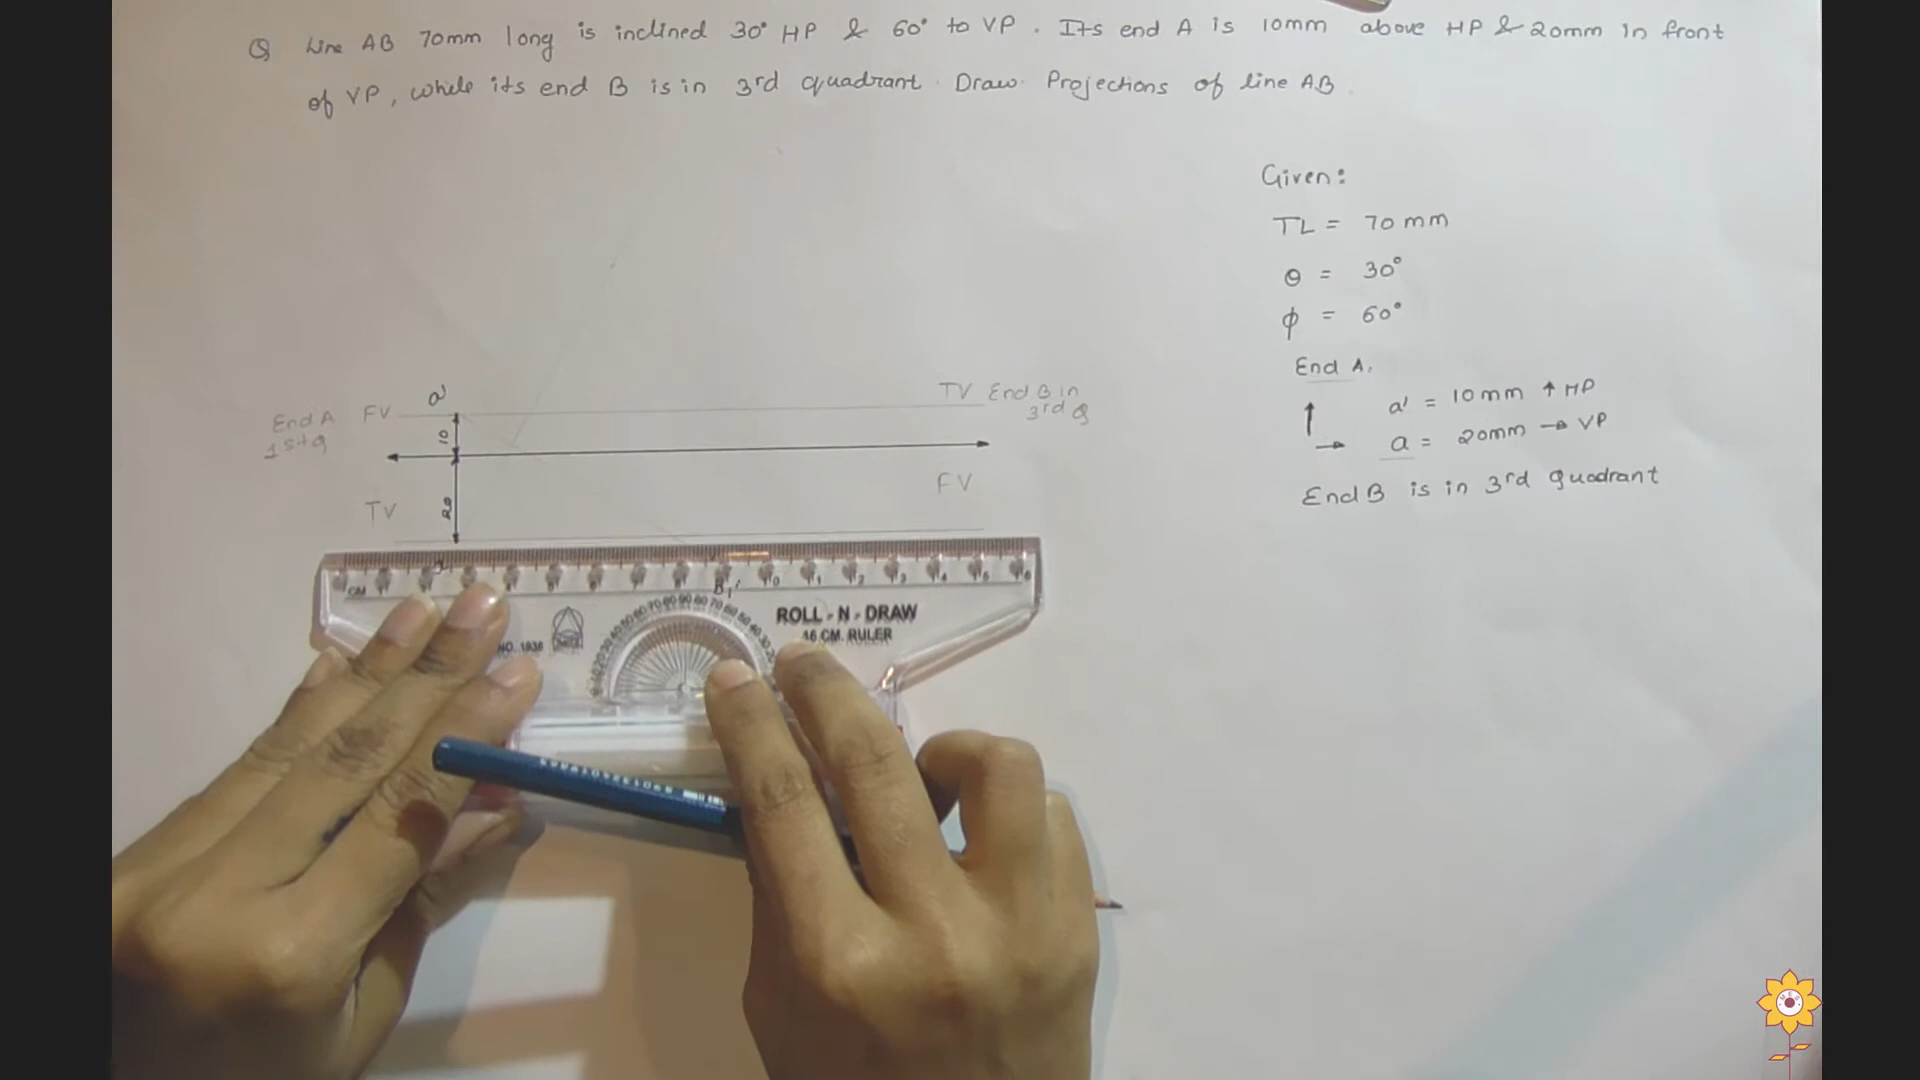 Q Line AB 70mm long is inclined 30° HP & 60° to VP. Its end A is 10mm above HP & 20mm in front
of VP, while its end B is in 3rd quadrant. Draw Projections of line AB.
Given:
TL = 70 mm
θ = 30°
φ = 60°
End A.
a' = 10mm ↑ HP
a = 20mm → VP
End B is in 3rd quadrant
End A
1st q
FV
a'
TV End B in
3rd Q
10
20
TV
FV
CM
B1'
NO. 1836
ROLL - N - DRAW
16 CM. RULER